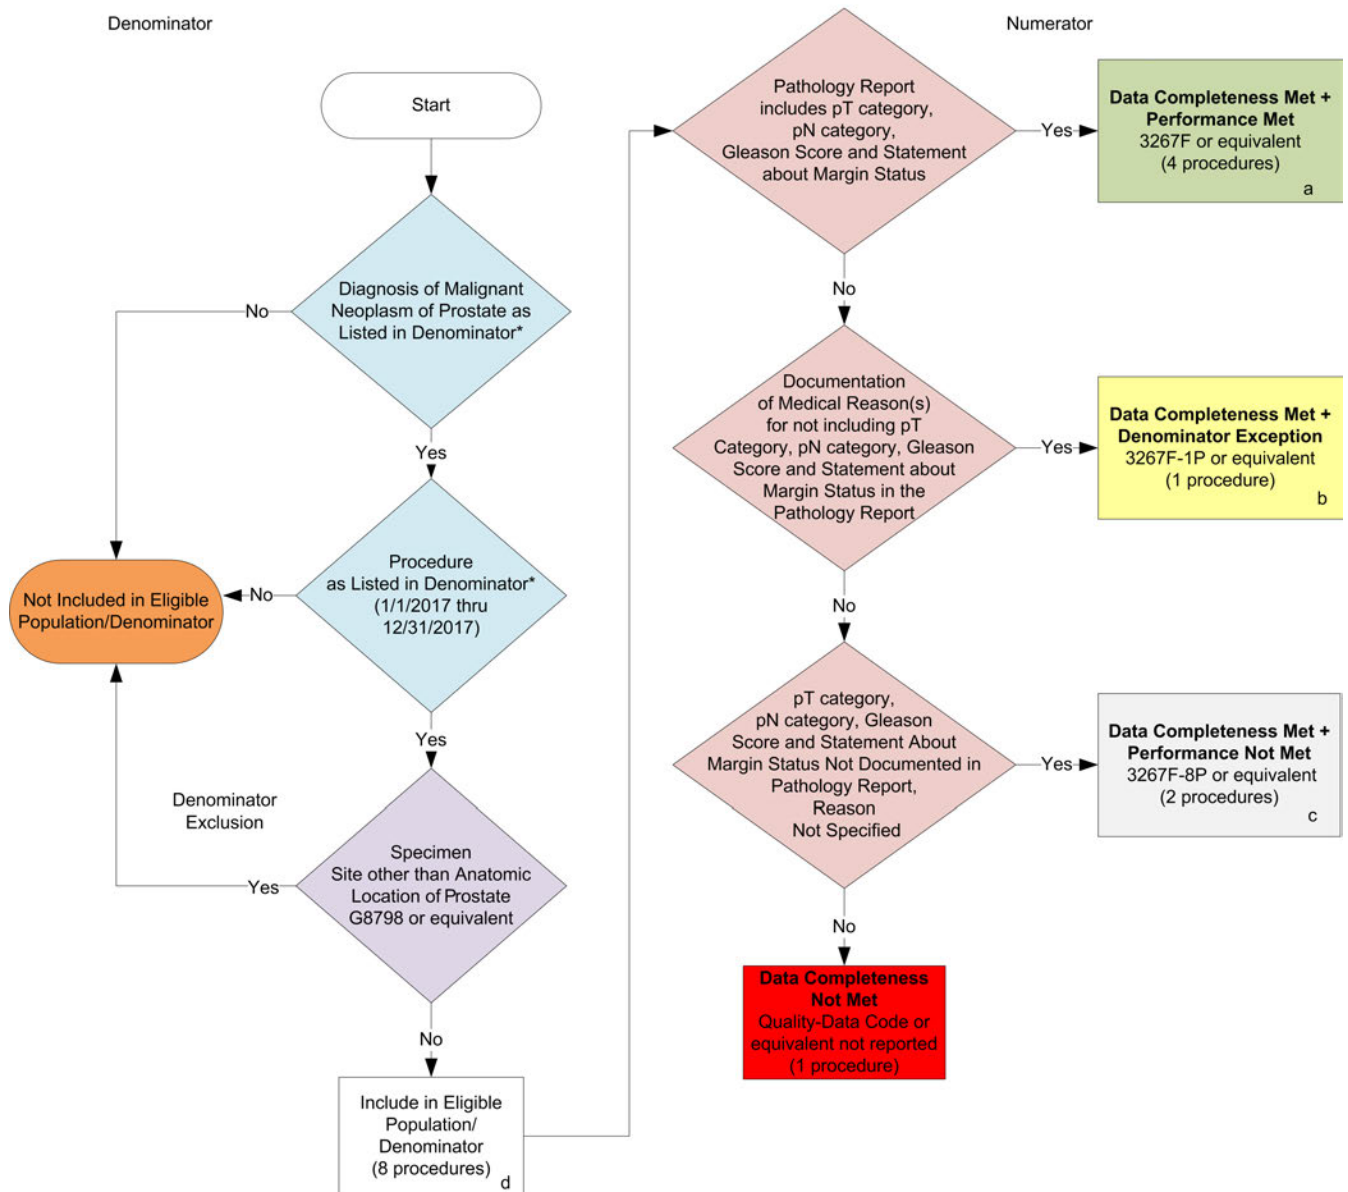 Denominator
Numerator
Start
Diagnosis of Malignant
Neoplasm of Prostate as
Listed in Denominator*
No
Yes
Procedure
as Listed in Denominator*
(1/1/2017 thru
12/31/2017)
No
Not Included in Eligible
Population/Denominator
Yes
Denominator
Exclusion
Specimen
Site other than Anatomic
Location of Prostate
G8798 or equivalent
Yes
No
Include in Eligible
Population/
Denominator
(8 procedures)
d
Pathology Report
includes pT category,
pN category,
Gleason Score and Statement
about Margin Status
Yes
Data Completeness Met +
Performance Met
3267F or equivalent
(4 procedures)
a
No
Documentation
of Medical Reason(s)
for not including pT
Category, pN category, Gleason
Score and Statement about
Margin Status in the
Pathology Report
Yes
Data Completeness Met +
Denominator Exception
3267F-1P or equivalent
(1 procedure)
b
No
pT category,
pN category, Gleason
Score and Statement About
Margin Status Not Documented in
Pathology Report,
Reason
Not Specified
Yes
Data Completeness Met +
Performance Not Met
3267F-8P or equivalent
(2 procedures)
c
No
Data Completeness
Not Met
Quality-Data Code or
equivalent not reported
(1 procedure)